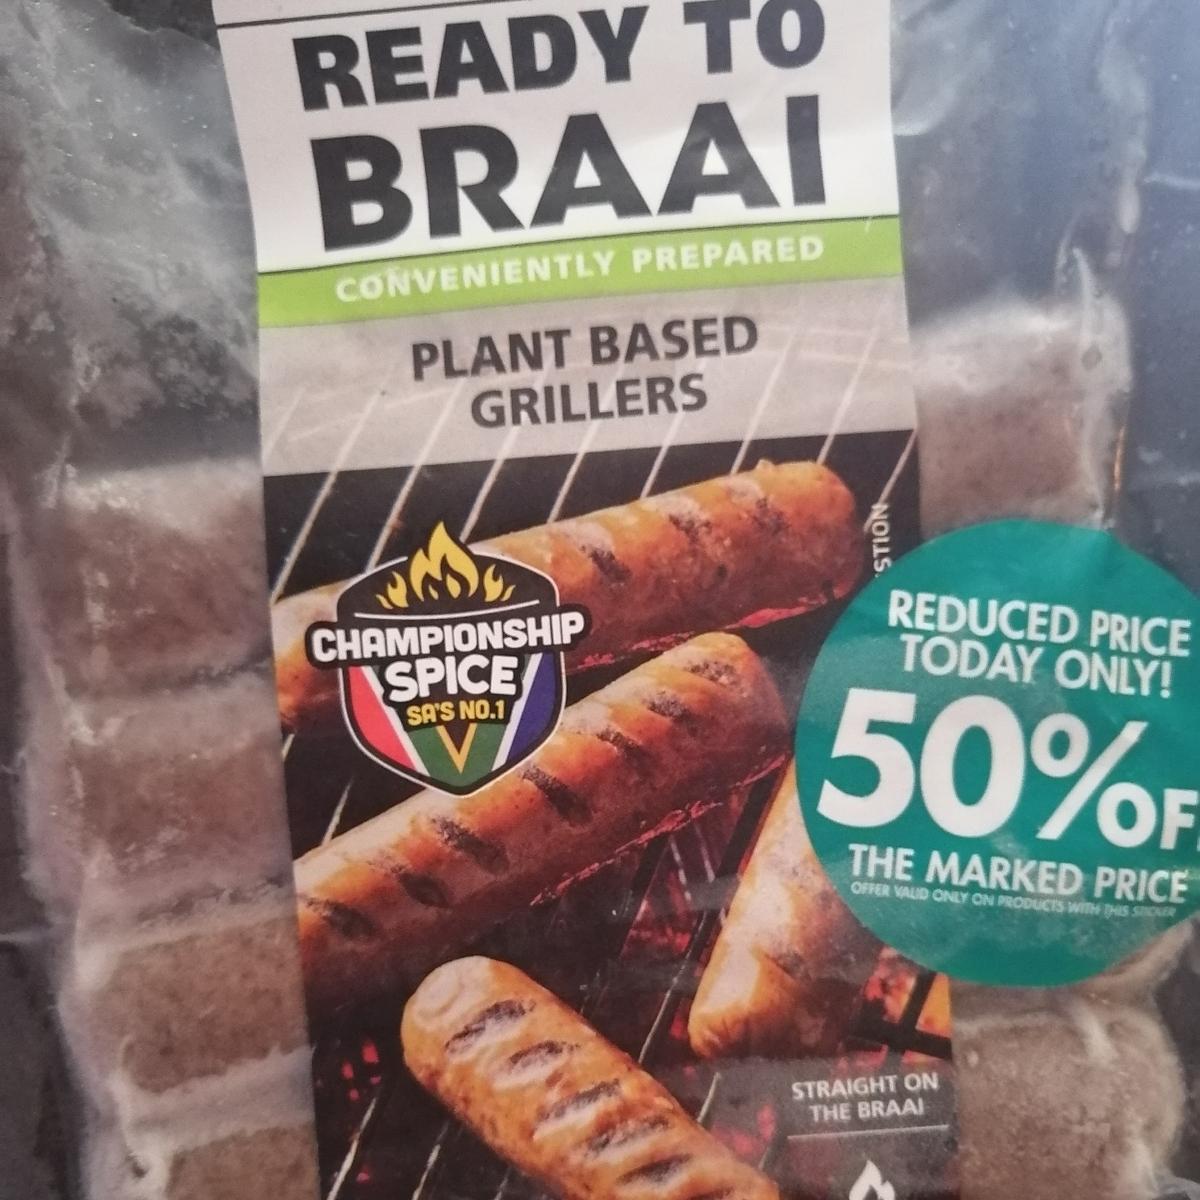 READY TO
BRAAI
CONVENIENTLY PREPARED
PLANT BASED
GRILLERS
CHAMPIONSHIP
SPICE
SA'S NO.1
REDUCED PRICE
TODAY ONLY!
50% OF
THE MARKED PRICE
OFFER VALID ONLY ON PRODUCTS WITH THIS STICKER
STRAIGHT ON
THE BRAAI